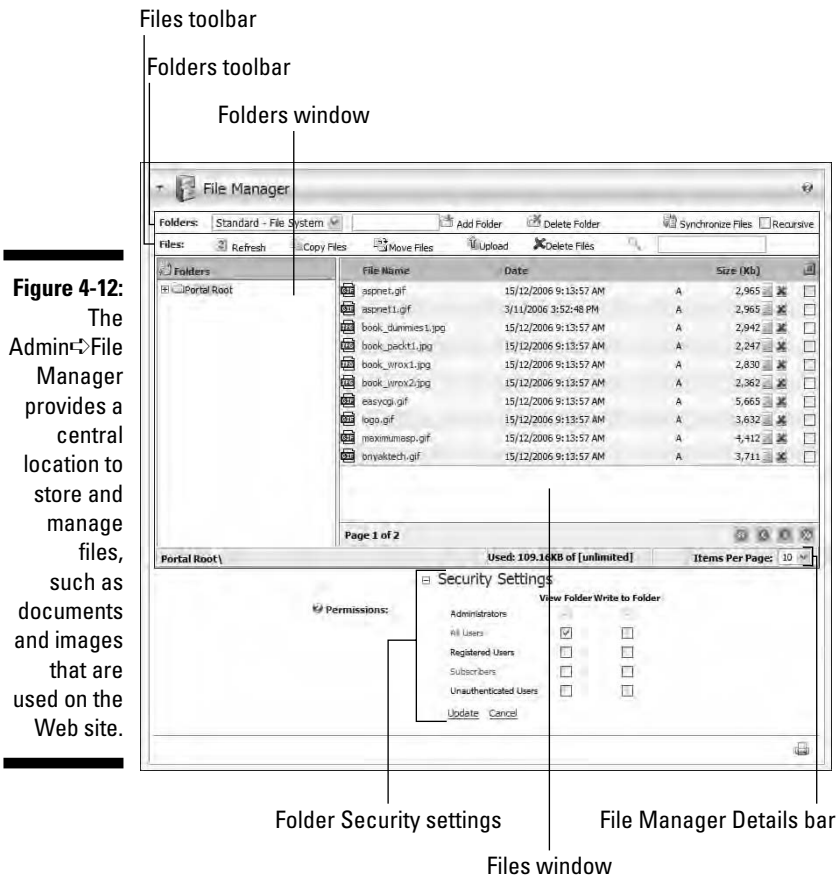 Files toolbar
Folders toolbar
Folders window
File Manager
Folders: Standard - File System Add Folder Delete Folder Synchronize Files Recursive
Files: Refresh Copy Files Move Files Upload Delete Files
Folders
File Name Date Size (Kb)
Portal Root
aspnet.gif 15/12/2006 9:13:57 AM A 2,965
aspnet1.gif 3/11/2006 3:52:48 PM A 2,965
book_dummies1.jpg 15/12/2006 9:13:57 AM A 2,942
book_packt1.jpg 15/12/2006 9:13:57 AM A 2,247
book_wrox1.jpg 15/12/2006 9:13:57 AM A 2,830
book_wrox2.jpg 15/12/2006 9:13:57 AM A 2,362
easycgi.gif 15/12/2006 9:13:57 AM A 5,665
logo.gif 15/12/2006 9:13:57 AM A 3,632
maximumasp.gif 15/12/2006 9:13:57 AM A 4,412
onyaktech.gif 15/12/2006 9:13:57 AM A 3,711
Page 1 of 2
Portal Root\ Used: 109.16KB of [unlimited] Items Per Page: 10
Security Settings
View Folder Write to Folder
Permissions:
Administrators
All Users
Registered Users
Subscribers
Unauthenticated Users
Update Cancel
Figure 4-12:
The
Admin➪File
Manager
provides a
central
location to
store and
manage
files,
such as
documents
and images
that are
used on the
Web site.
Folder Security settings
File Manager Details bar
Files window